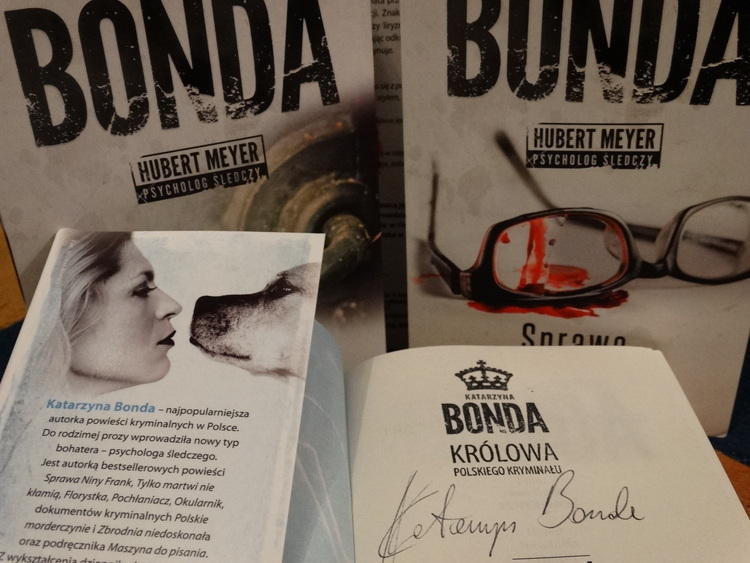 BONDA
HUBERT MEYER
PSYCHOLOG ŚLEDCZY
BONDA
HUBERT MEYER
PSYCHOLOG ŚLEDCZY
Sprawa
Katarzyna Bonda – najpopularniejsza
autorka powieści kryminalnych w Polsce.
Do rodzimej prozy wprowadziła nowy typ
bohatera – psychologa śledczego.
Jest autorką bestsellerowych powieści
Sprawa Niny Frank, Tylko martwi nie
kłamią, Florystka, Pochłaniacz, Okularnik,
dokumentów kryminalnych Polskie
morderczynie i Zbrodnia niedoskonała
oraz podręcznika Maszyna do pisania.
Z wykształcenia
KATARZYNA
BONDA
KRÓLOWA
POLSKIEGO KRYMINAŁU
Katarzyna Bonda